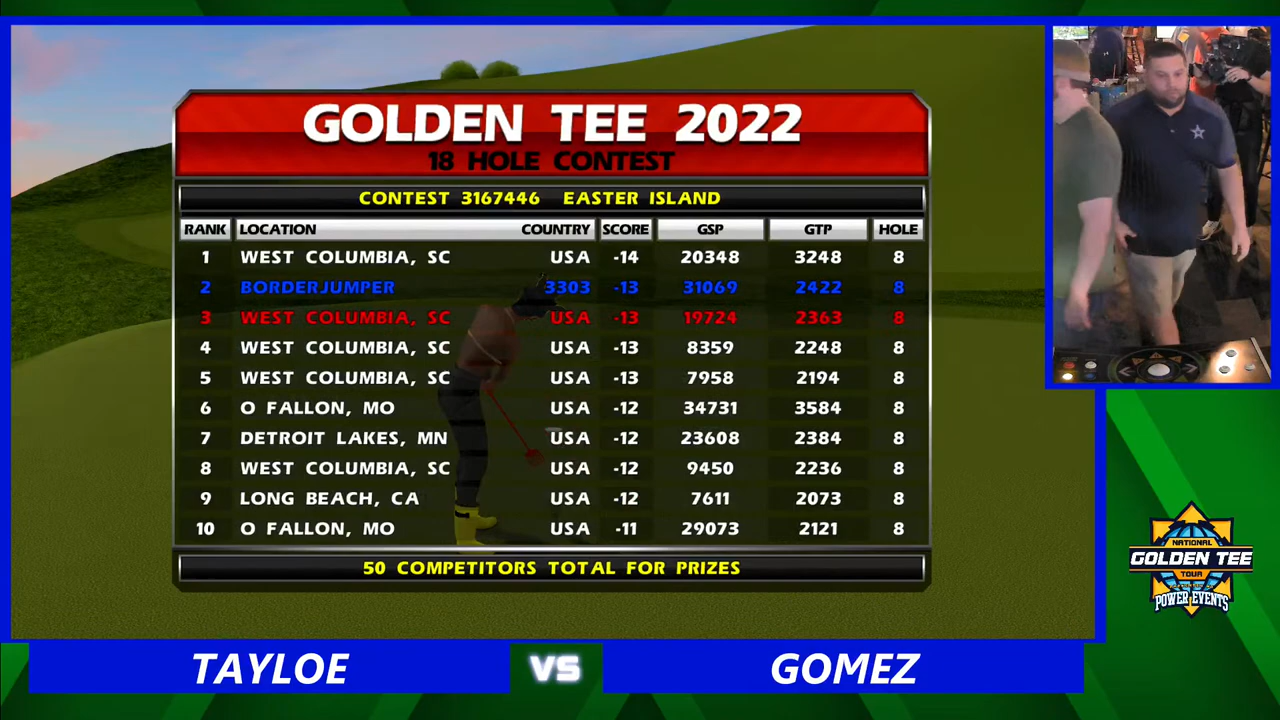 GOLDEN TEE 2022
18 HOLE CONTEST
CONTEST 3167446 EASTER ISLAND
RANK LOCATION COUNTRY SCORE GSP GTP HOLE
1 WEST COLUMBIA, SC USA -14 20348 3248 8
2 BORDERJUMPER 3303 -13 31069 2422 8
3 WEST COLUMBIA, SC USA -13 19724 2363 8
4 WEST COLUMBIA, SC USA -13 8359 2248 8
5 WEST COLUMBIA, SC USA -13 7958 2194 8
6 O FALLON, MO USA -12 34731 3584 8
7 DETROIT LAKES, MN USA -12 23608 2384 8
8 WEST COLUMBIA, SC USA -12 9450 2236 8
9 LONG BEACH, CA USA -12 7611 2073 8
10 O FALLON, MO USA -11 29073 2121 8
50 COMPETITORS TOTAL FOR PRIZES
NATIONAL
GOLDEN TEE
TOUR
POWER EVENTS
TAYLOE VS GOMEZ